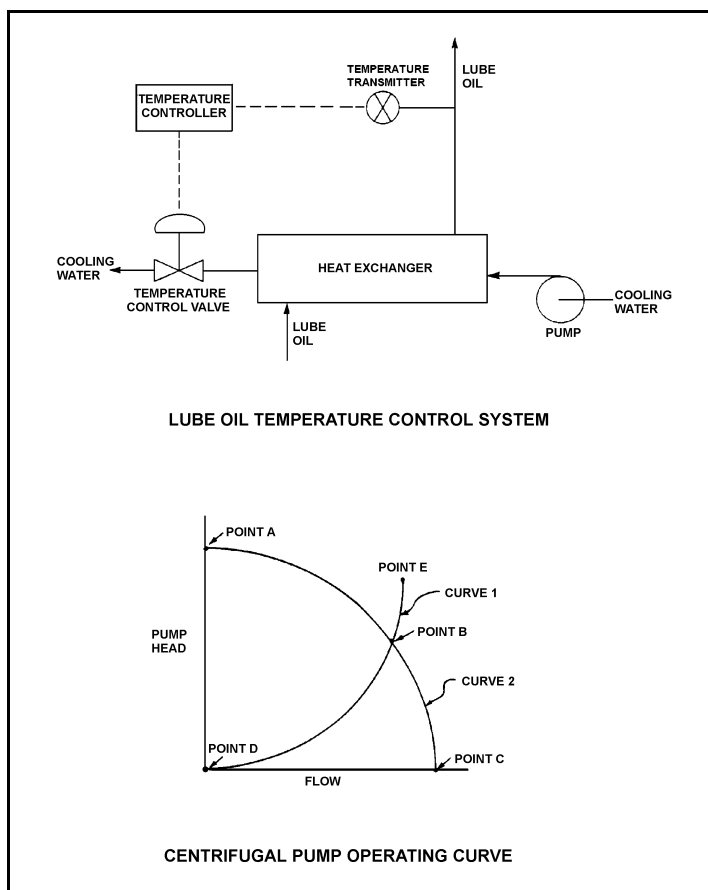 TEMPERATURE
TRANSMITTER
LUBE
OIL
TEMPERATURE
CONTROLLER
COOLING
WATER
HEAT EXCHANGER
COOLING
WATER
TEMPERATURE
CONTROL VALVE
LUBE
OIL
PUMP
LUBE OIL TEMPERATURE CONTROL SYSTEM
POINT A
POINT E
CURVE 1
PUMP
HEAD
POINT B
CURVE 2
POINT D
POINT C
FLOW
CENTRIFUGAL PUMP OPERATING CURVE